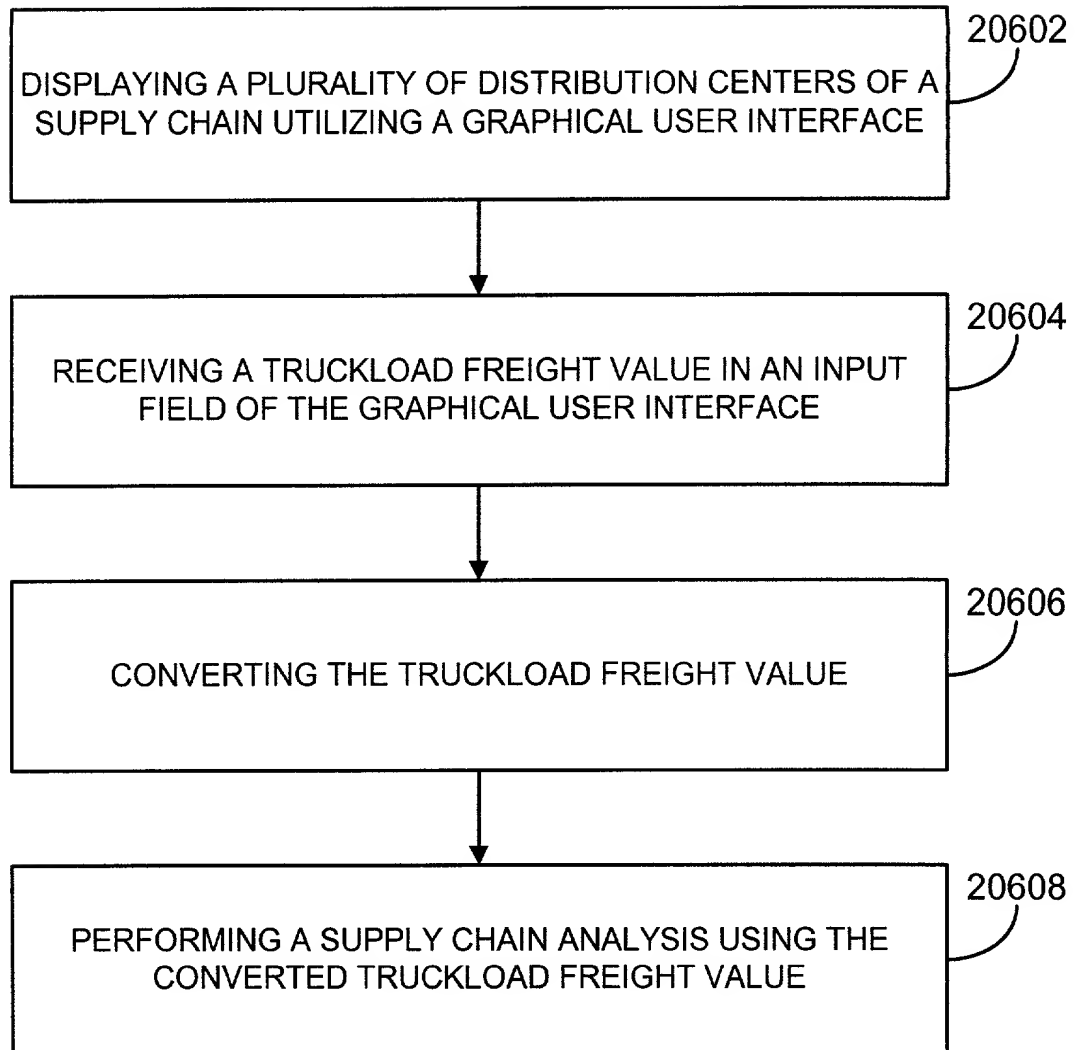 20602
DISPLAYING A PLURALITY OF DISTRIBUTION CENTERS OF A
SUPPLY CHAIN UTILIZING A GRAPHICAL USER INTERFACE
20604
RECEIVING A TRUCKLOAD FREIGHT VALUE IN AN INPUT
FIELD OF THE GRAPHICAL USER INTERFACE
20606
CONVERTING THE TRUCKLOAD FREIGHT VALUE
20608
PERFORMING A SUPPLY CHAIN ANALYSIS USING THE
CONVERTED TRUCKLOAD FREIGHT VALUE